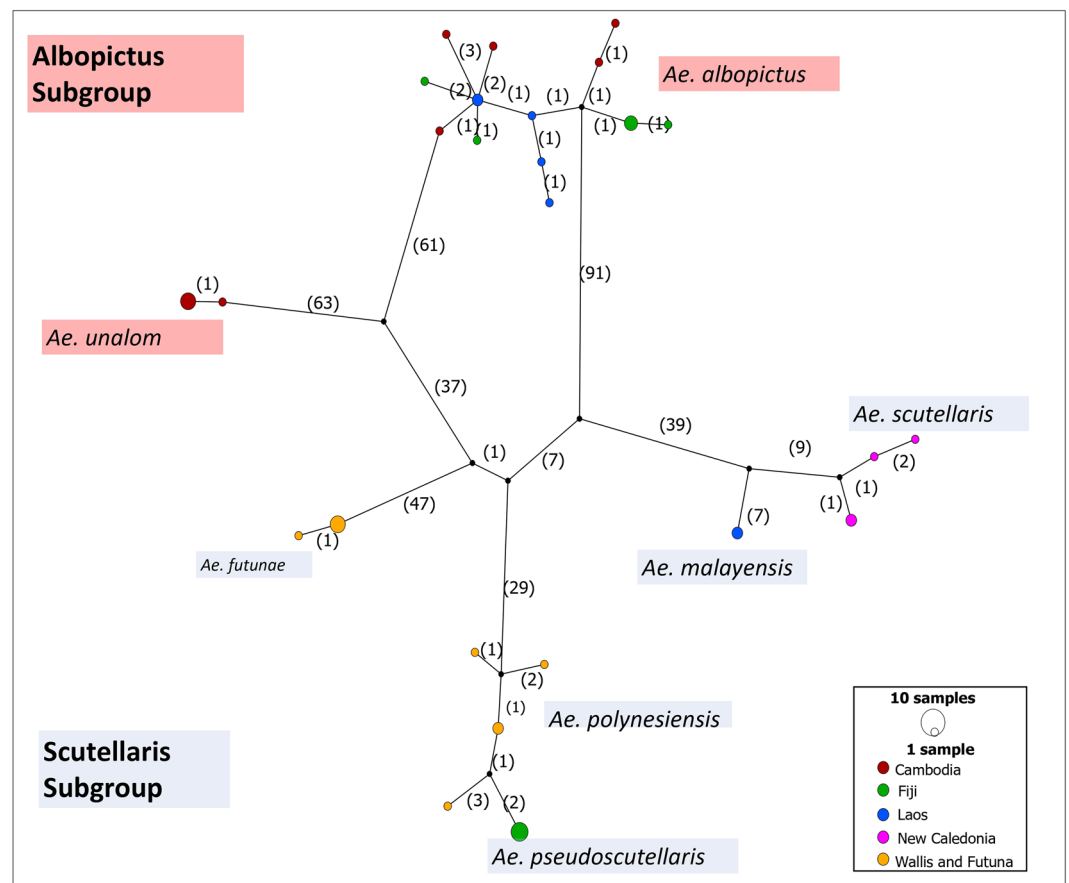 Albopictus
Subgroup
(3)
(1)
Ae. albopictus
(2)
(2)
(1)
(1)
(1)
(1)
(1)
(1)
(1)
(1)
(1)
(61)
(91)
(1)
(63)
Ae. unalom
(37)
Ae. scutellaris
(39)
(9)
(2)
(1)
(7)
(1)
(1)
(47)
(7)
(1)
Ae. futunae
Ae. malayensis
(29)
(1)
(2)
(1)
Ae. polynesiensis
Scutellaris
Subgroup
(1)
(3)
(2)
Ae. pseudoscutellaris
10 samples
1 sample
Cambodia
Fiji
Laos
New Caledonia
Wallis and Futuna